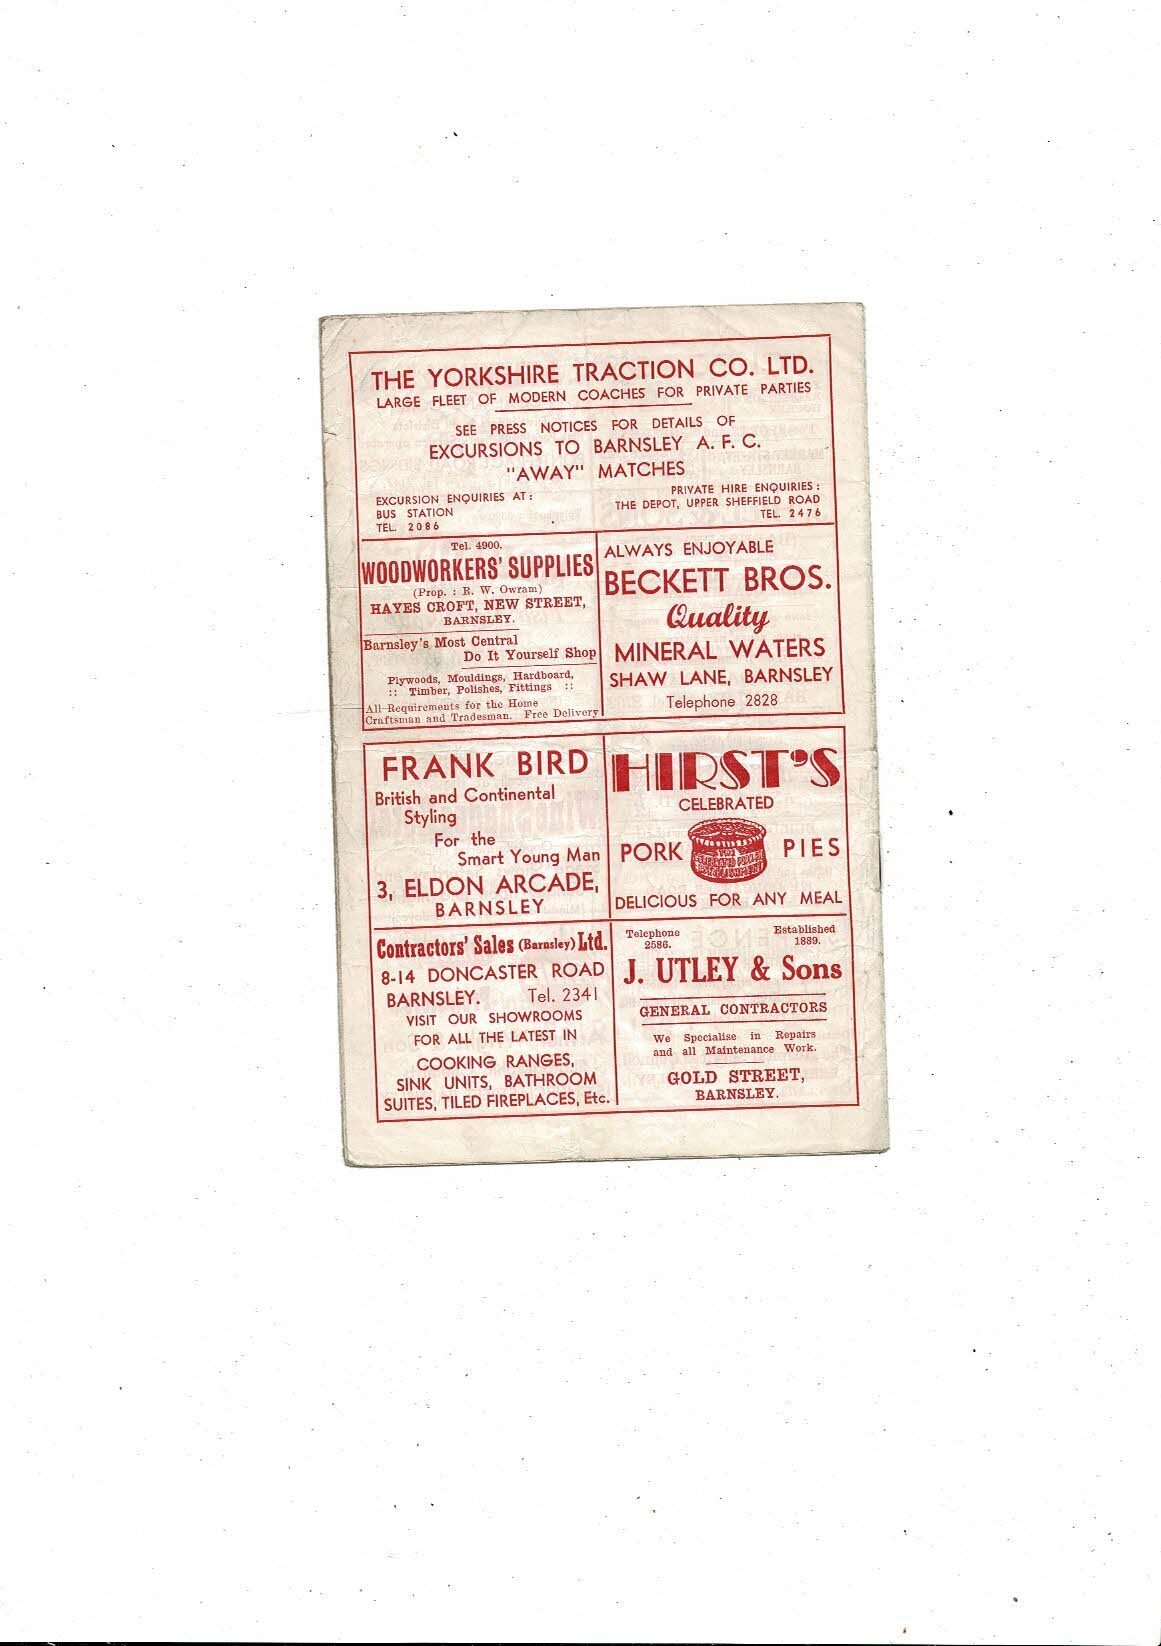 THE YORKSHIRE TRACTION CO. LTD.
LARGE FLEET OF MODERN COACHES FOR PRIVATE PARTIES
SEE PRESS NOTICES FOR DETAILS OF
EXCURSIONS TO BARNSLEY A. F. C.
"AWAY" MATCHES
EXCURSION ENQUIRIES AT:
BUS STATION
TEL. 2086
PRIVATE HIRE ENQUIRIES:
THE DEPOT, UPPER SHEFFIELD ROAD
TEL. 2476
Tel. 4900.
WOODWORKERS' SUPPLIES
(Prop. : R. W. Owram)
HAYES CROFT, NEW STREET,
BARNSLEY.
Barnsley's Most Central
Do It Yourself Shop
Plywoods, Mouldings, Hardboard,
:: Timber, Polishes, Fittings ::
All Requirements for the Home
Craftsman and Tradesman. Free Delivery
ALWAYS ENJOYABLE
BECKETT BROS.
Quality
MINERAL WATERS
SHAW LANE, BARNSLEY
Telephone 2828
FRANK BIRD
British and Continental
Styling
For the
Smart Young Man
3, ELDON ARCADE,
BARNSLEY
HIRST'S
CELEBRATED
PORK PIES
DELICIOUS FOR ANY MEAL
Contractors' Sales (Barnsley) Ltd.
8-14 DONCASTER ROAD
BARNSLEY. Tel. 2341
VISIT OUR SHOWROOMS
FOR ALL THE LATEST IN
COOKING RANGES,
SINK UNITS, BATHROOM
SUITES, TILED FIREPLACES, Etc.
Telephone
2586.
Established
1889.
J. UTLEY & Sons
GENERAL CONTRACTORS
We Specialise in Repairs
and all Maintenance Work.
GOLD STREET,
BARNSLEY.